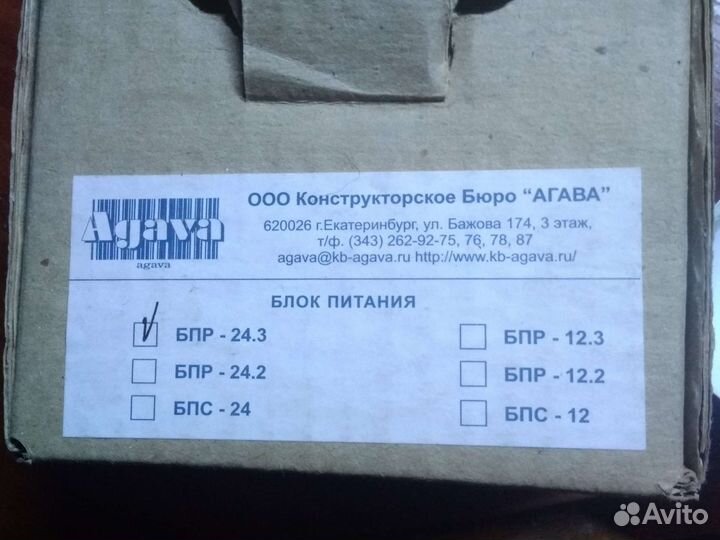 Agava
agava
ООО Конструкторское Бюро "АГАВА"
620026 г.Екатеринбург, ул. Бажова 174, 3 этаж,
т/ф. (343) 262-92-75, 76, 78, 87
agava@kb-agava.ru http://www.kb-agava.ru/
БЛОК ПИТАНИЯ
БПР - 24.3
БПР - 12.3
БПР - 24.2
БПР - 12.2
БПС - 24
БПС - 12
Avito